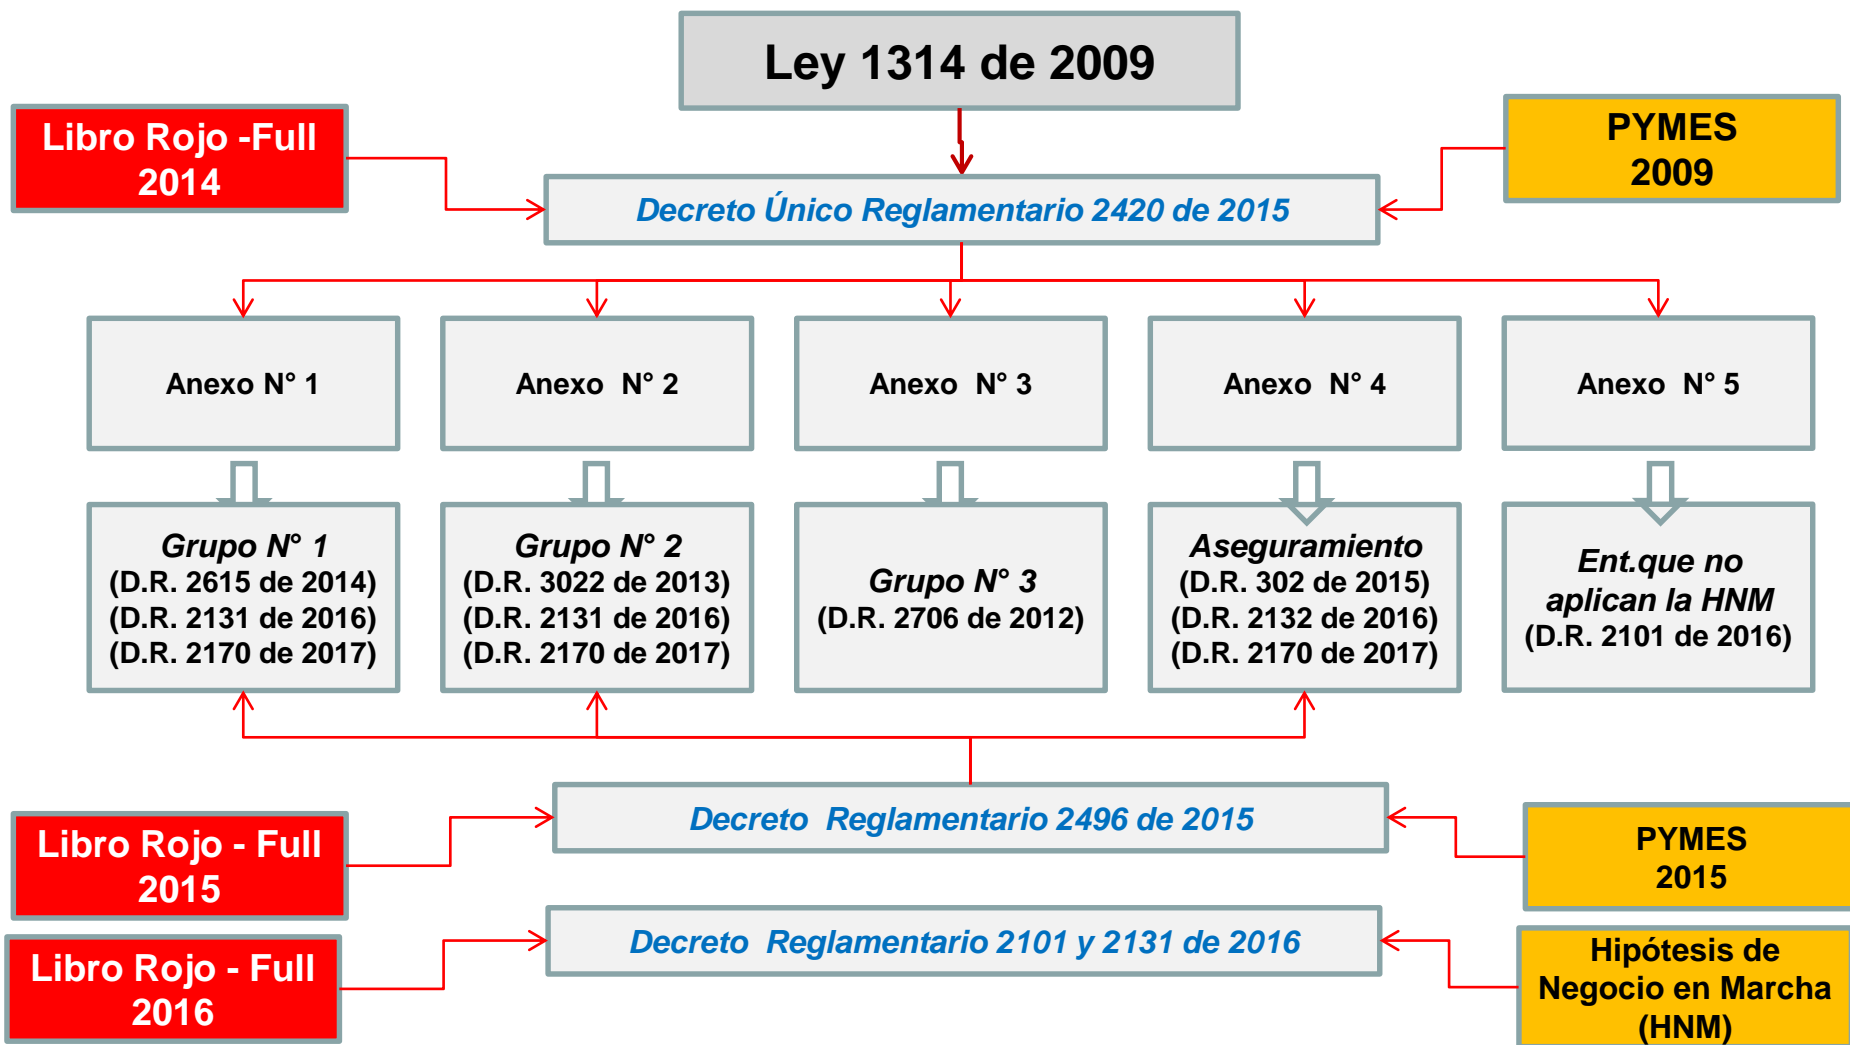 Ley 1314 de 2009
Libro Rojo -Full
2014
PYMES
2009
Decreto Único Reglamentario 2420 de 2015
Anexo N° 1
Anexo N° 2
Anexo N° 3
Anexo N° 4
Anexo N° 5
Grupo N° 1
(D.R. 2615 de 2014)
(D.R. 2131 de 2016)
(D.R. 2170 de 2017)
Grupo N° 2
(D.R. 3022 de 2013)
(D.R. 2131 de 2016)
(D.R. 2170 de 2017)
Grupo N° 3
(D.R. 2706 de 2012)
Aseguramiento
(D.R. 302 de 2015)
(D.R. 2132 de 2016)
(D.R. 2170 de 2017)
Ent.que no
aplican la HNM
(D.R. 2101 de 2016)
Decreto Reglamentario 2496 de 2015
Libro Rojo - Full
2015
PYMES
2015
Decreto Reglamentario 2101 y 2131 de 2016
Libro Rojo - Full
2016
Hipótesis de
Negocio en Marcha
(HNM)